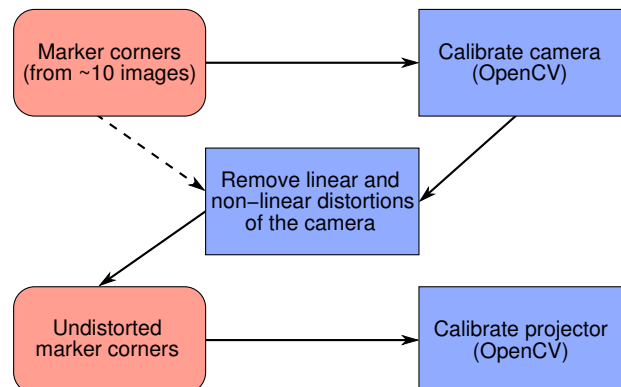 Marker corners
(from ~10 images)
Calibrate camera
(OpenCV)
Remove linear and
non−linear distortions
of the camera
Undistorted
marker corners
Calibrate projector
(OpenCV)